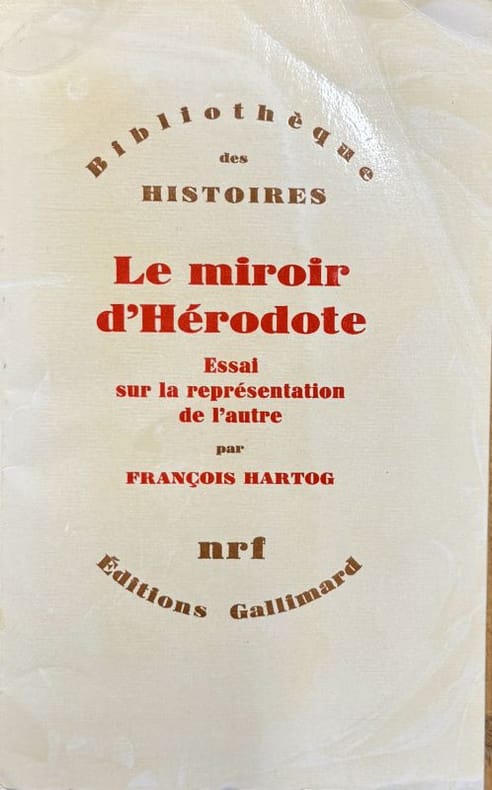 Bibliothèque
des
HISTOIRES
Le miroir
d'Hérodote
Essai
sur la représentation
de l'autre
par
FRANÇOIS HARTOG
nrf
Éditions Gallimard